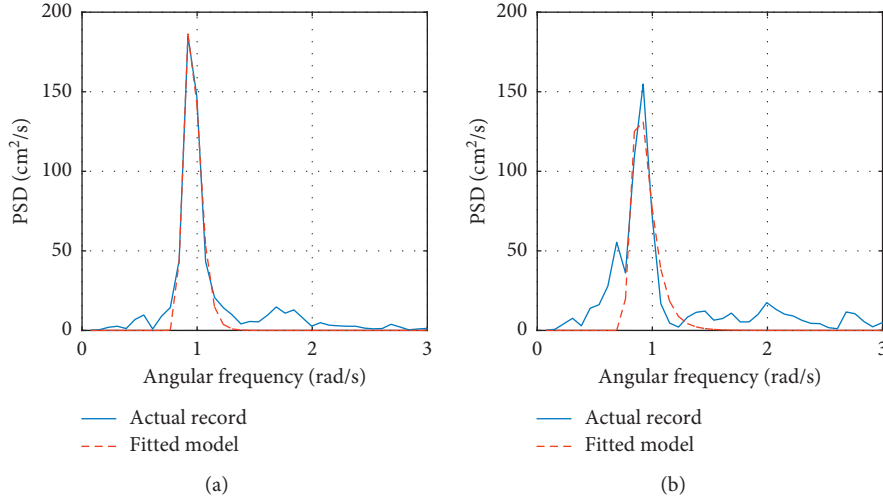 200
150
100
50
0
PSD (cm²/s)
0 1 2 3
Angular frequency (rad/s)
Actual record
Fitted model
(a)
200
150
100
50
0
PSD (cm²/s)
0 1 2 3
Angular frequency (rad/s)
Actual record
Fitted model
(b)